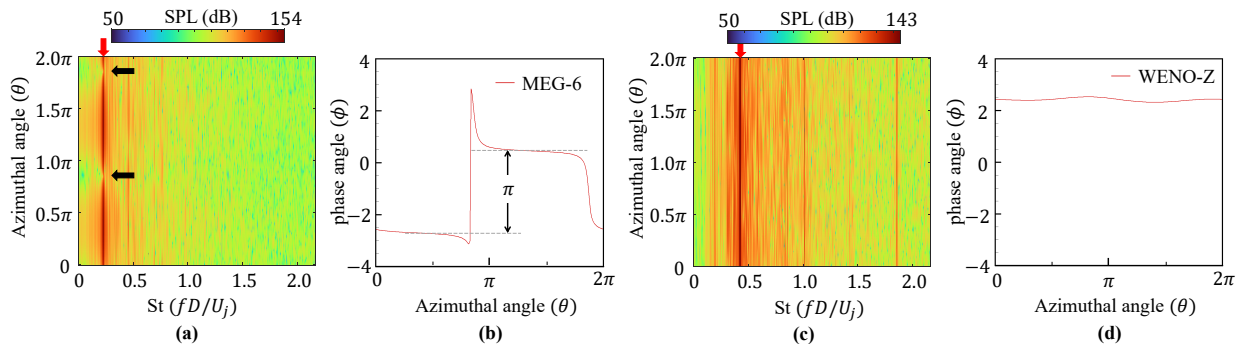 SPL (dB)
50 154
Azimuthal angle (θ)
2.0π
1.5π
1.0π
0.5π
0
0 0.5 1.0 1.5 2.0
St (fD/U_j)
(a)
phase angle (ϕ)
4
2
0
−2
−4
MEG-6
π
0 π 2π
Azimuthal angle (θ)
(b)
SPL (dB)
50 143
Azimuthal angle (θ)
2.0π
1.5π
1.0π
0.5π
0
0.0 0.5 1.0 1.5 2.0
St (fD/U_j)
(c)
phase angle (ϕ)
4
2
0
−2
−4
WENO-Z
0 π 2π
Azimuthal angle (θ)
(d)